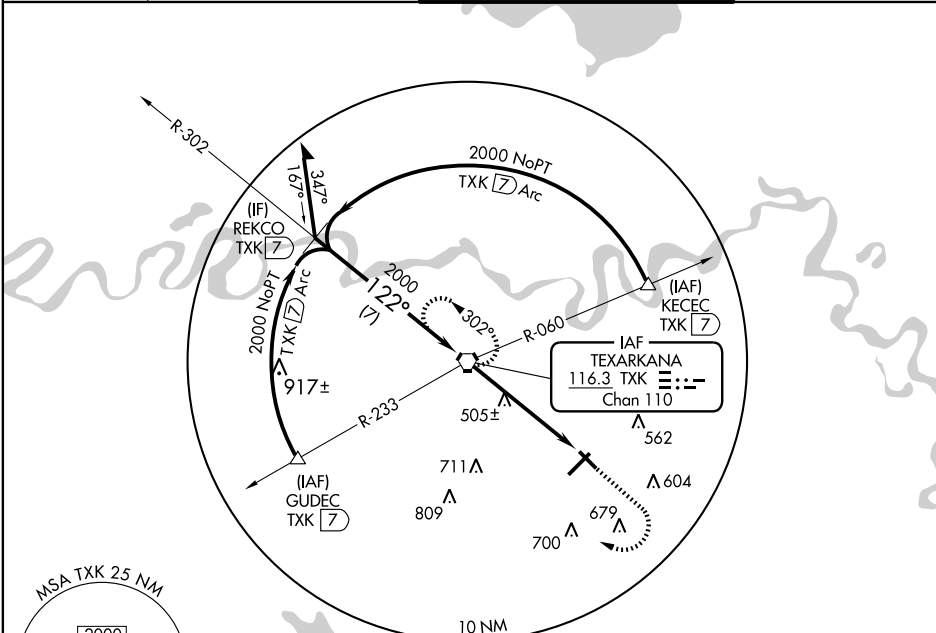 R-302
2000 NoPT
TXK 7 Arc
347°
167°
(IF)
REKCO
TXK 7
2000 NoPT
TXK 7 Arc
2000
122°
(7)
302°
R-060
(IAF)
KECEC
TXK 7
IAF
TEXARKANA
116.3 TXK
Chan 110
917±
505±
R-233
562
(IAF)
GUDEC
TXK 7
711
809
604
679
700
MSA TXK 25 NM
2000
10 NM